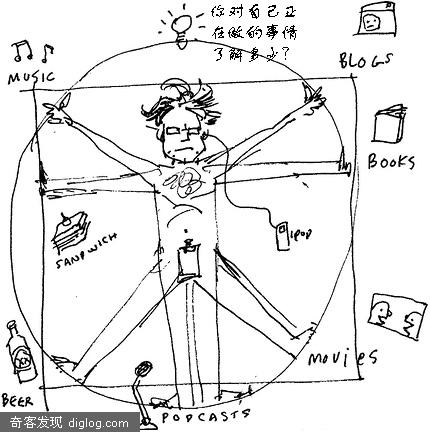 你对自己正
在做的事情
了解多少?
MUSIC
BLOGS
BOOKS
SANDWICH
IPOD
MOVIES
BEER
PODCASTS
奇客发现 diglog.com